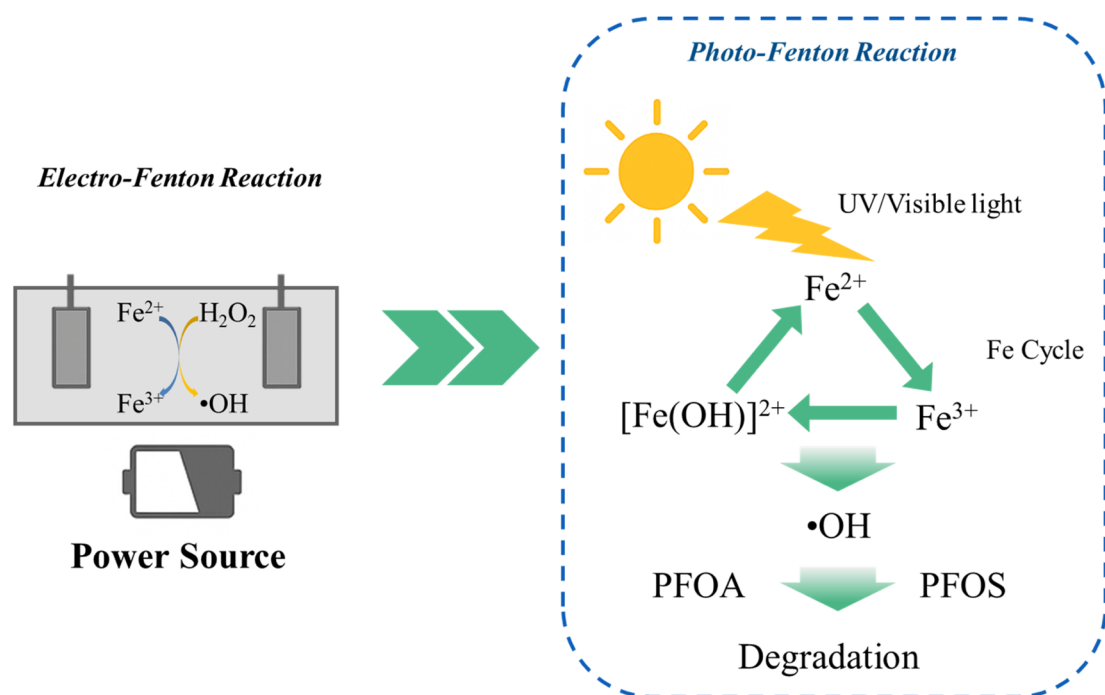 Electro-Fenton Reaction
Fe²⁺ H₂O₂
Fe³⁺ •OH
Power Source
Photo-Fenton Reaction
UV/Visible light
Fe²⁺
Fe Cycle
[Fe(OH)]²⁺ Fe³⁺
•OH
PFOA PFOS
Degradation